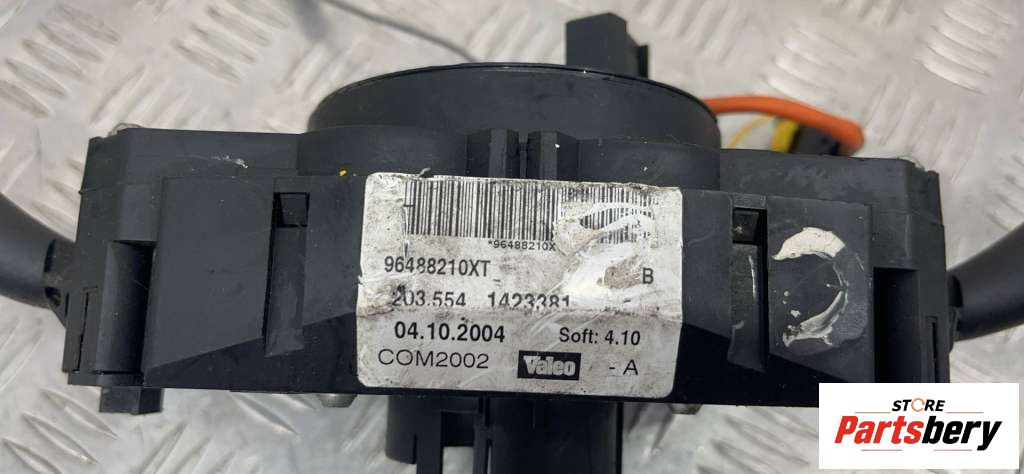 *96488210X
96488210XT
B
203.554 1423381
04.10.2004 Soft: 4.10
COM2002 Valeo - A
STORE
Partsbery